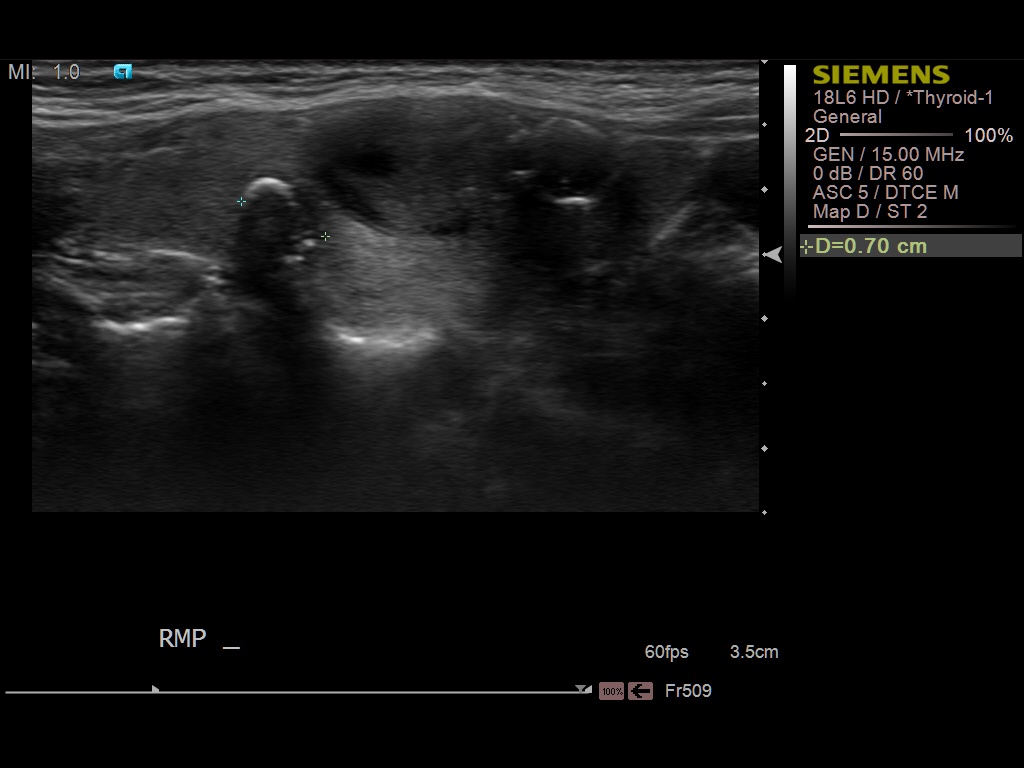 MI: 1.0
SIEMENS
18L6 HD / *Thyroid-1
General
2D 100%
GEN / 15.00 MHz
0 dB / DR 60
ASC 5 / DTCE M
Map D / ST 2
D=0.70 cm
RMP _
60fps 3.5cm
100% Fr509